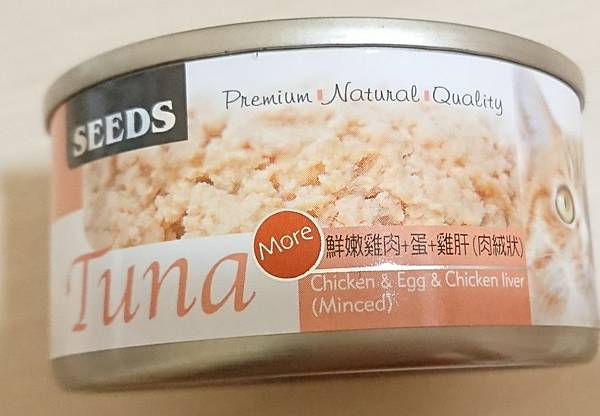 SEEDS
Premium Natural Quality
Tuna
More
鮮嫩雞肉+蛋+雞肝(肉絨狀)
Chicken & Egg & Chicken liver
(Minced)